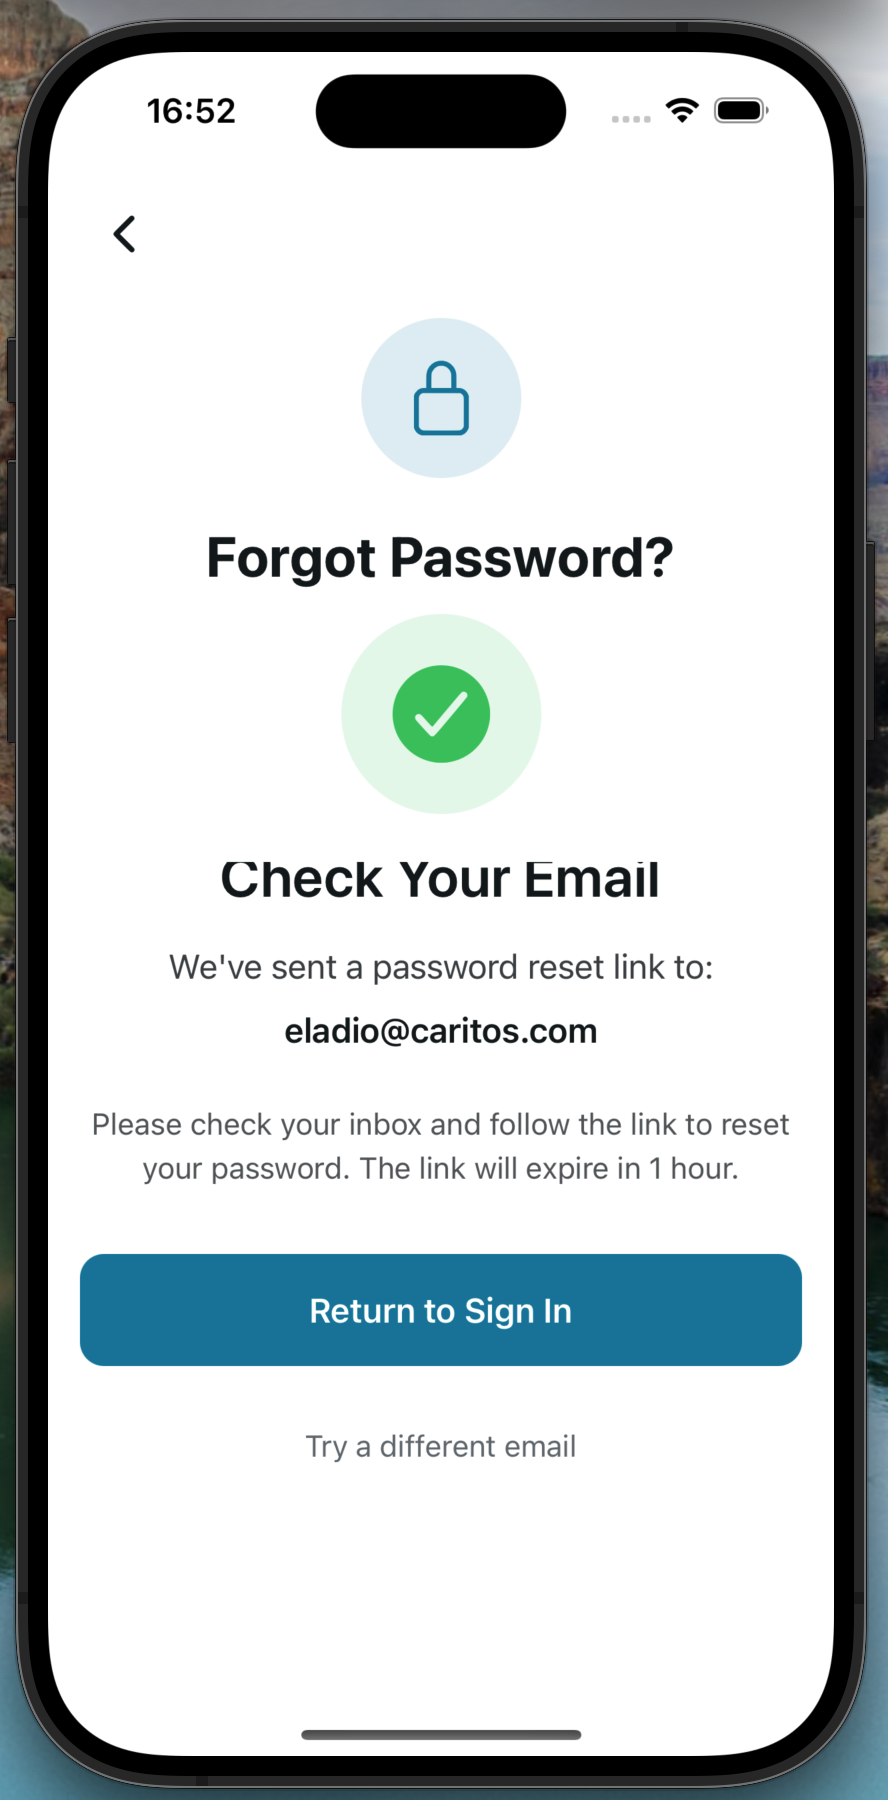 16:52
Forgot Password?
Check Your Email
We've sent a password reset link to:
eladio@caritos.com
Please check your inbox and follow the link to reset
your password. The link will expire in 1 hour.
Return to Sign In
Try a different email